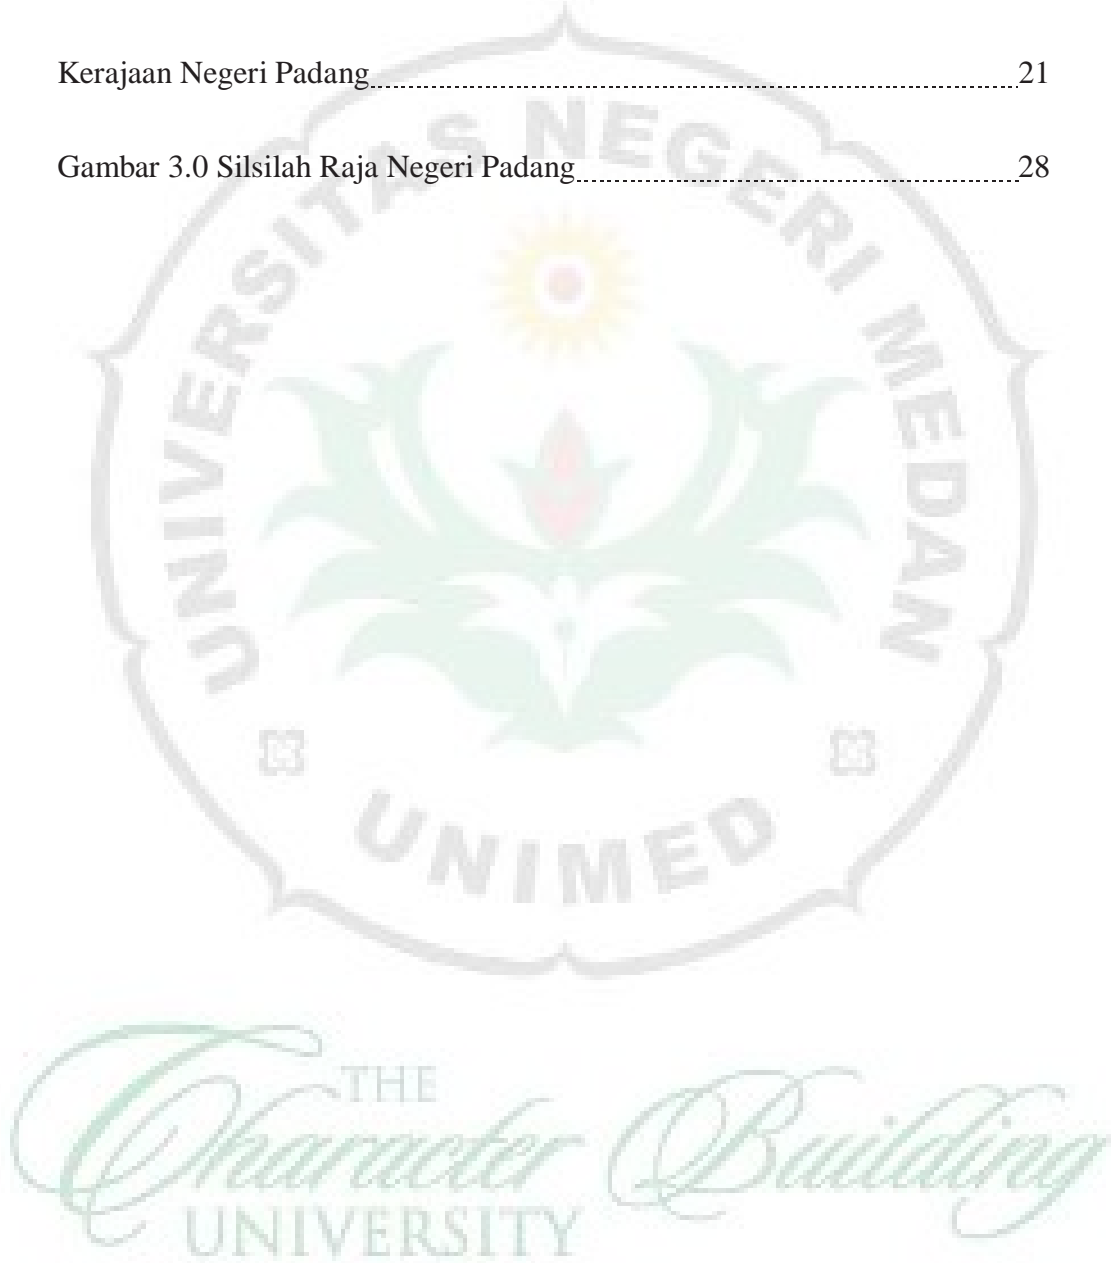 Kerajaan Negeri Padang........................................................................21
Gambar 3.0 Silsilah Raja Negeri Padang................................................28
UNIVERSITAS NEGERI MEDAN
UNIMED
THE
Character Building
UNIVERSITY